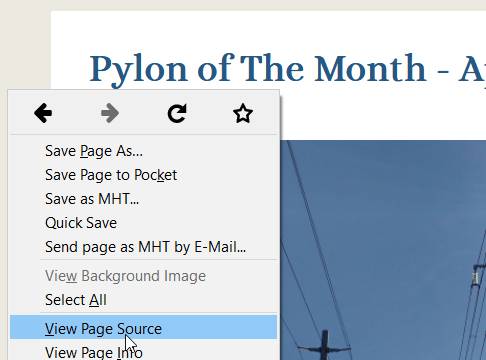 Pylon of The Month - A
Save Page As...
Save Page to Pocket
Save as MHT...
Quick Save
Send page as MHT by E-Mail...
View Background Image
Select All
View Page Source
View Page Info